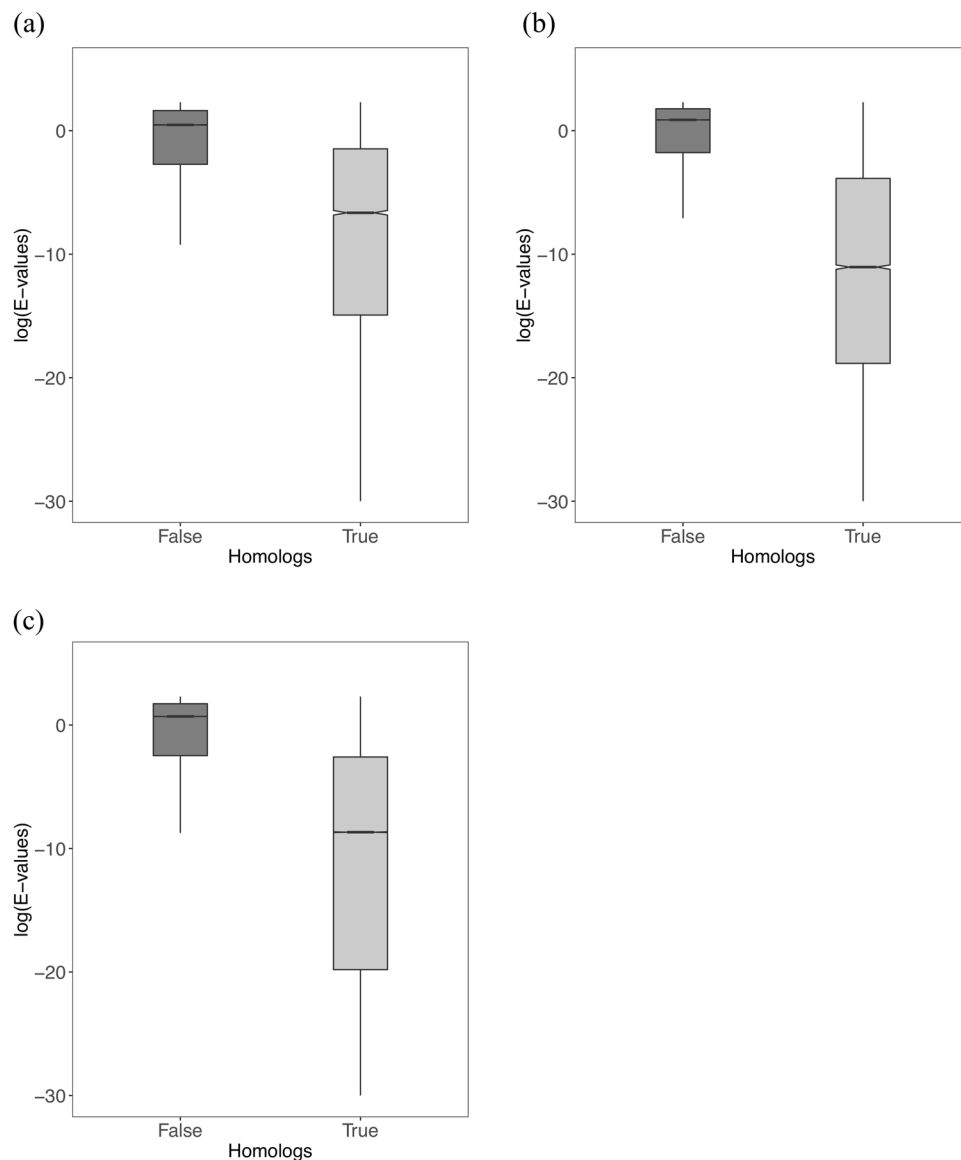 (a)
log(E−values)
0
−10
−20
−30
False
True
Homologs
(b)
log(E−values)
0
−10
−20
−30
False
True
Homologs
(c)
log(E−values)
0
−10
−20
−30
False
True
Homologs